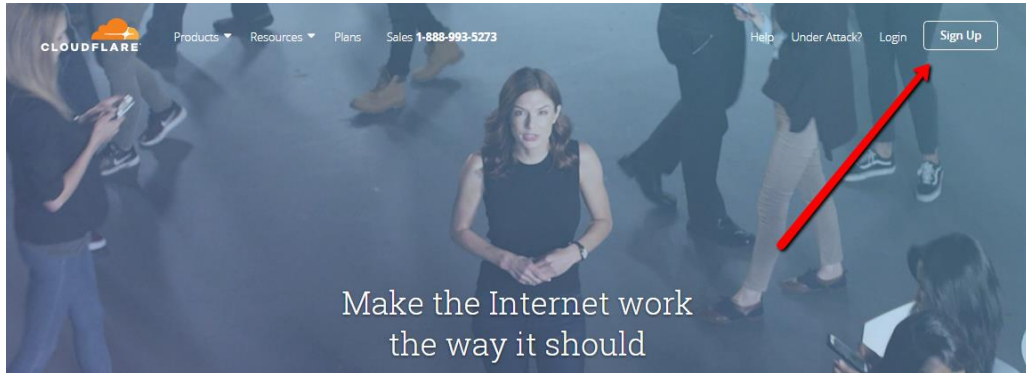 CLOUDFLARE
Products Resources Plans Sales 1-888-993-5273 Help Under Attack? Login Sign Up
Make the Internet work
the way it should